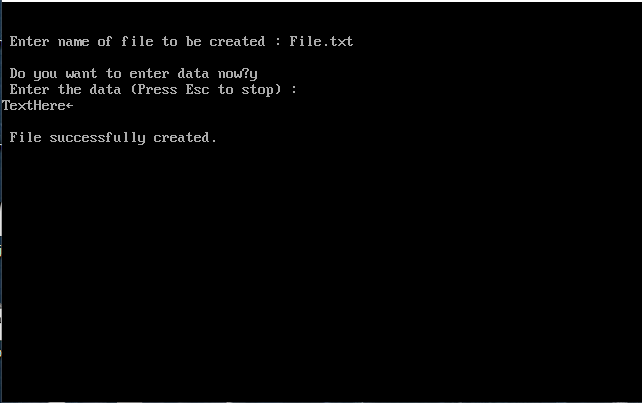 Enter name of file to be created : File.txt
Do you want to enter data now?y
Enter the data (Press Esc to stop) :
TextHere←
File successfully created.